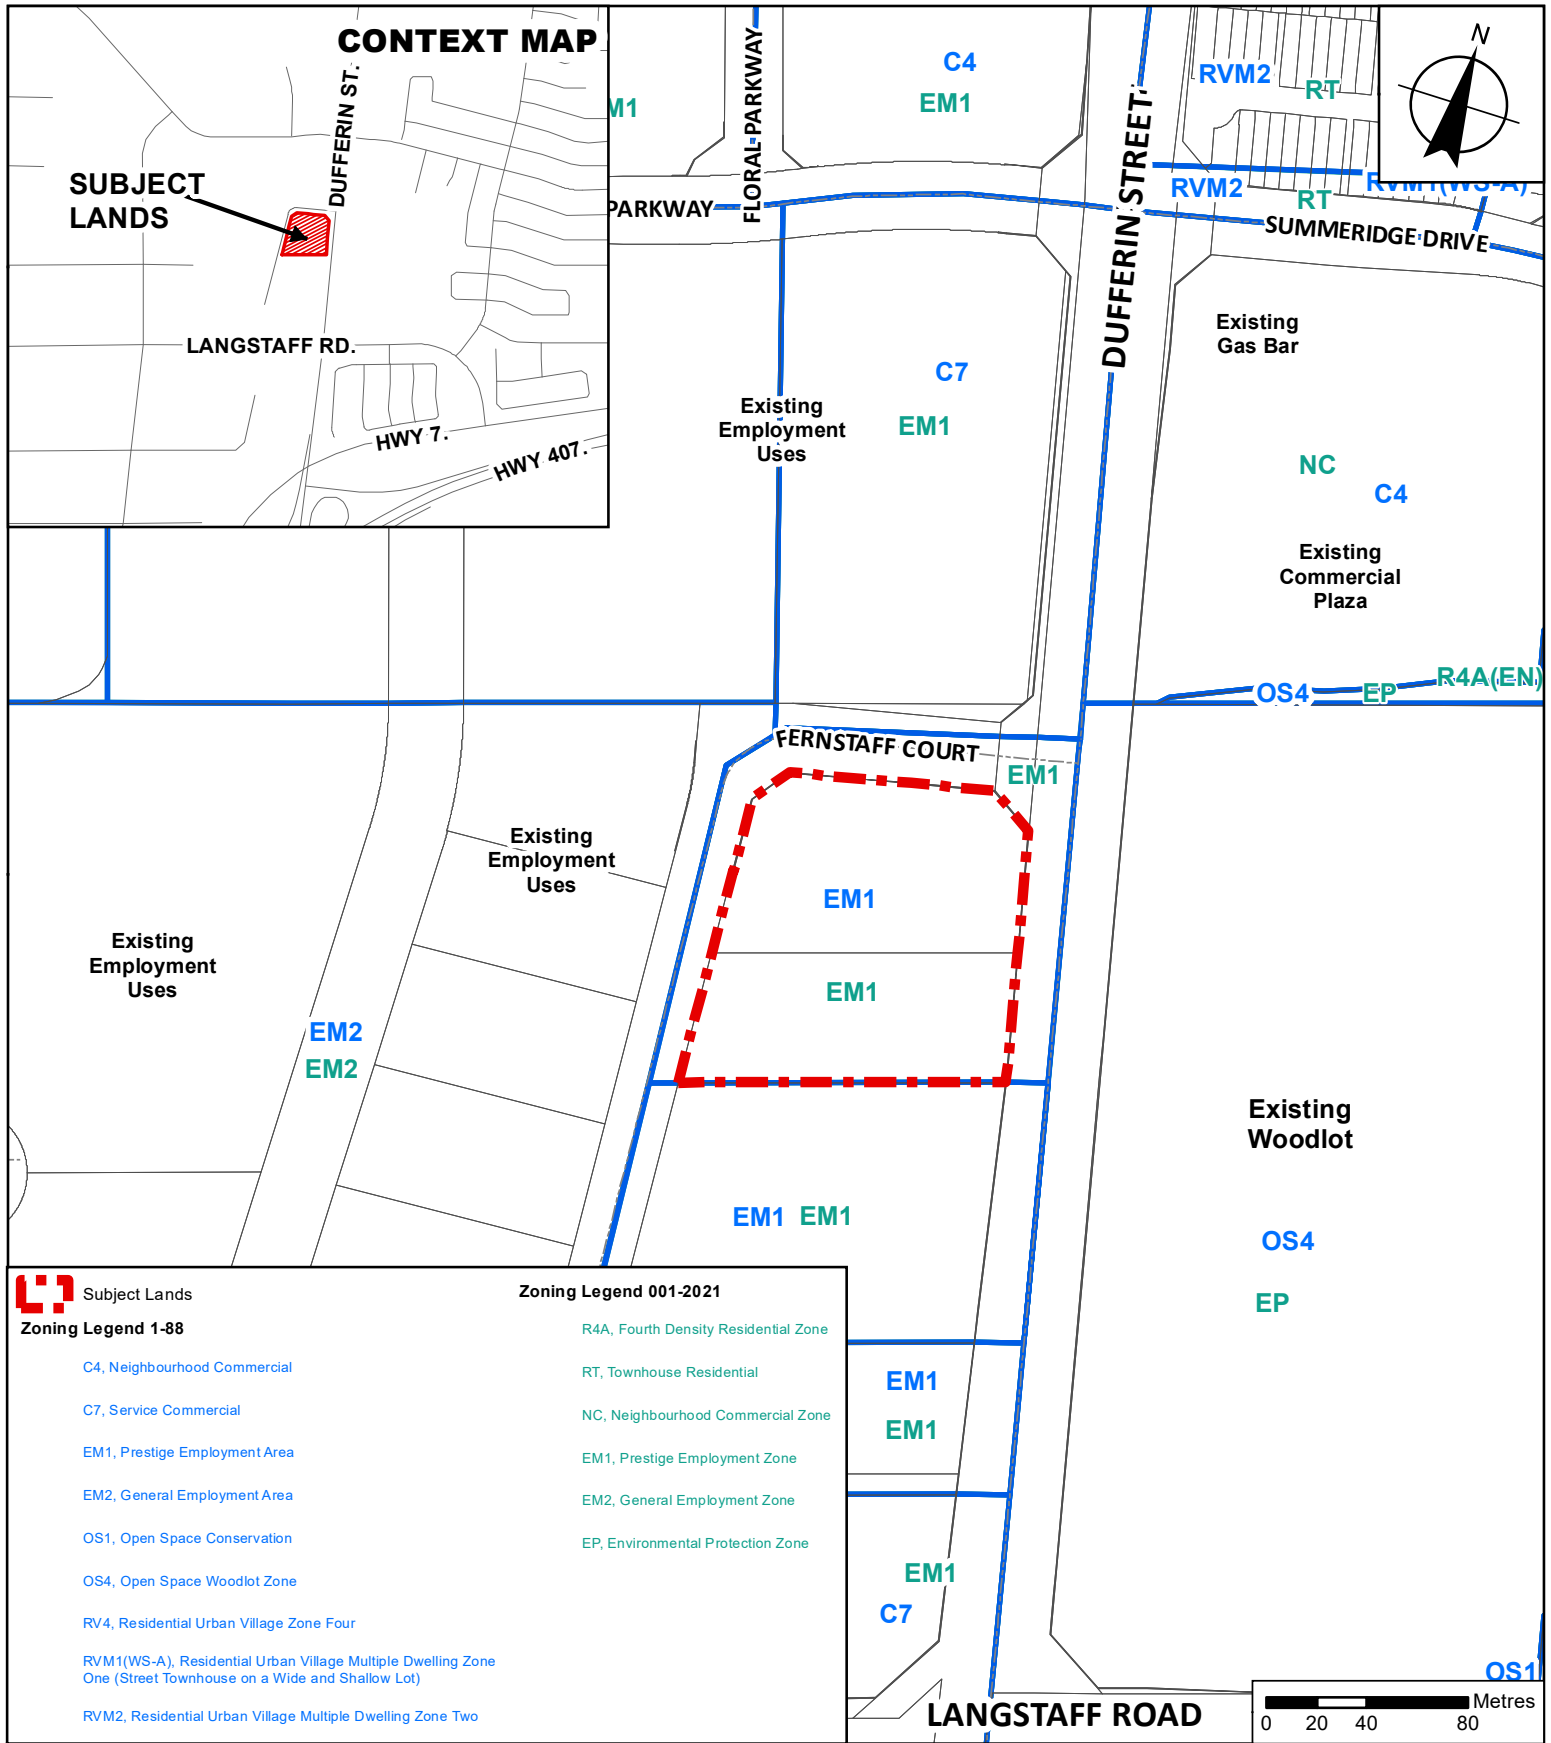 CONTEXT MAP
DUFFERIN ST.
SUBJECT
LANDS
LANGSTAFF RD.
HWY 7.
HWY 407.
N
C4
EM1
M1
FLORAL PARKWAY
PARKWAY
DUFFERIN STREET
RVM2
RT
RVM2
RT
RVM1(WS-A)
SUMMERIDGE DRIVE
Existing
Gas Bar
C7
EM1
Existing
Employment
Uses
NC
C4
Existing
Commercial
Plaza
OS4
EP
R4A(EN)
FERNSTAFF COURT
EM1
Existing
Employment
Uses
EM1
EM1
Existing
Employment
Uses
EM2
EM2
Existing
Woodlot
EM1
EM1
OS4
EP
EM1
EM1
EM1
C7
OS1
LANGSTAFF ROAD
Metres
0 20 40 80
Subject Lands
Zoning Legend 1-88
C4, Neighbourhood Commercial
C7, Service Commercial
EM1, Prestige Employment Area
EM2, General Employment Area
OS1, Open Space Conservation
OS4, Open Space Woodlot Zone
RV4, Residential Urban Village Zone Four
RVM1(WS-A), Residential Urban Village Multiple Dwelling Zone
One (Street Townhouse on a Wide and Shallow Lot)
RVM2, Residential Urban Village Multiple Dwelling Zone Two
Zoning Legend 001-2021
R4A, Fourth Density Residential Zone
RT, Townhouse Residential
NC, Neighbourhood Commercial Zone
EM1, Prestige Employment Zone
EM2, General Employment Zone
EP, Environmental Protection Zone